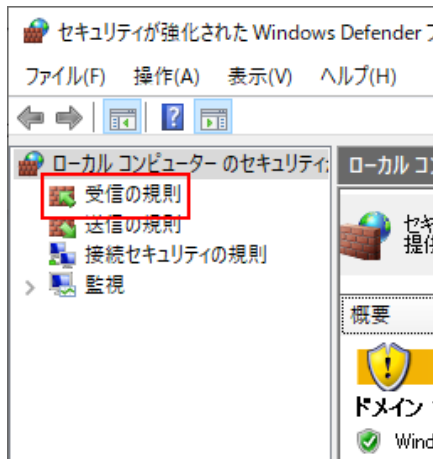 セキュリティが強化された Windows Defender
ファイル(F) 操作(A) 表示(V) ヘルプ(H)
ローカル コンピューター のセキュリティ
受信の規則
送信の規則
接続セキュリティの規則
監視
ローカル コ
セキ
提供
概要
ドメイン
Wind